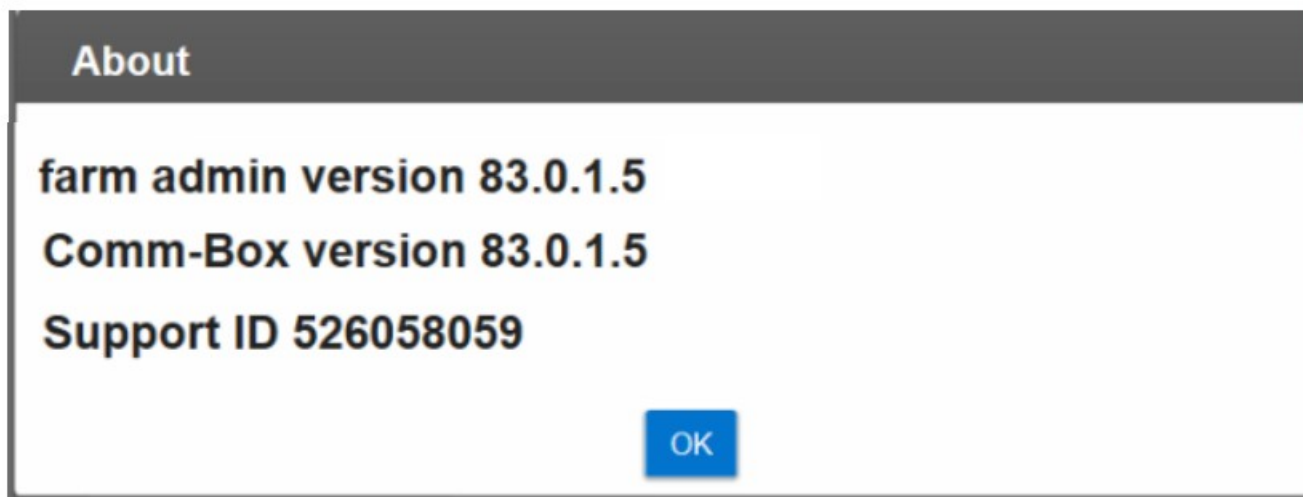 About
farm admin version 83.0.1.5
Comm-Box version 83.0.1.5
Support ID 526058059
OK